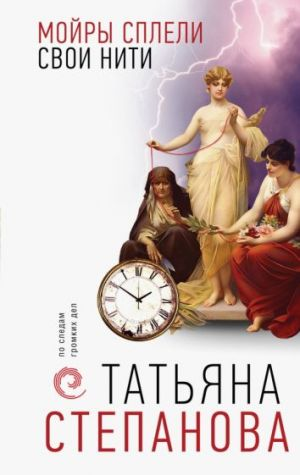 МОЙРЫ СПЛЕЛИ
СВОИ НИТИ
по следам
громких дел
ТАТЬЯНА
СТЕПАНОВА